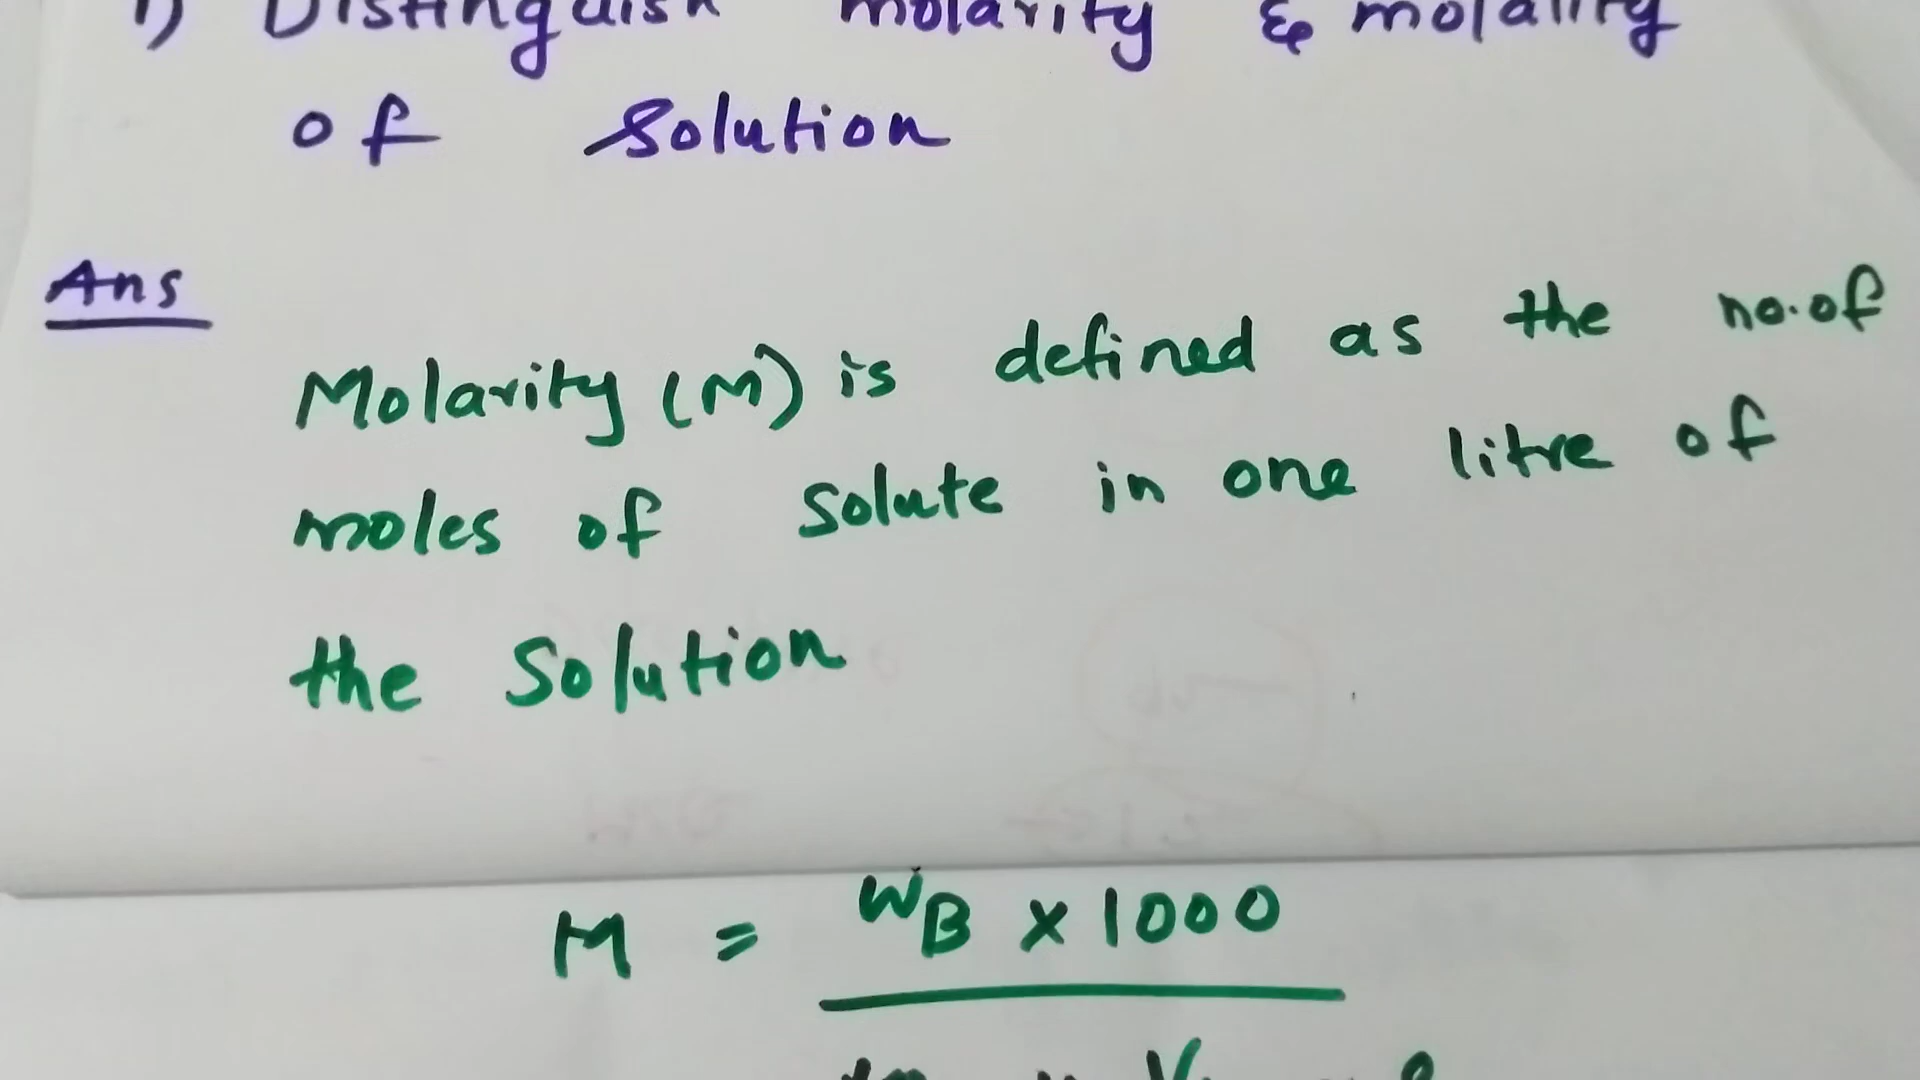 1) Distinguish molarity & molality
of solution
Ans
Molarity (M) is defined as the no. of
moles of solute in one litre of
the solution
M = WB x 1000